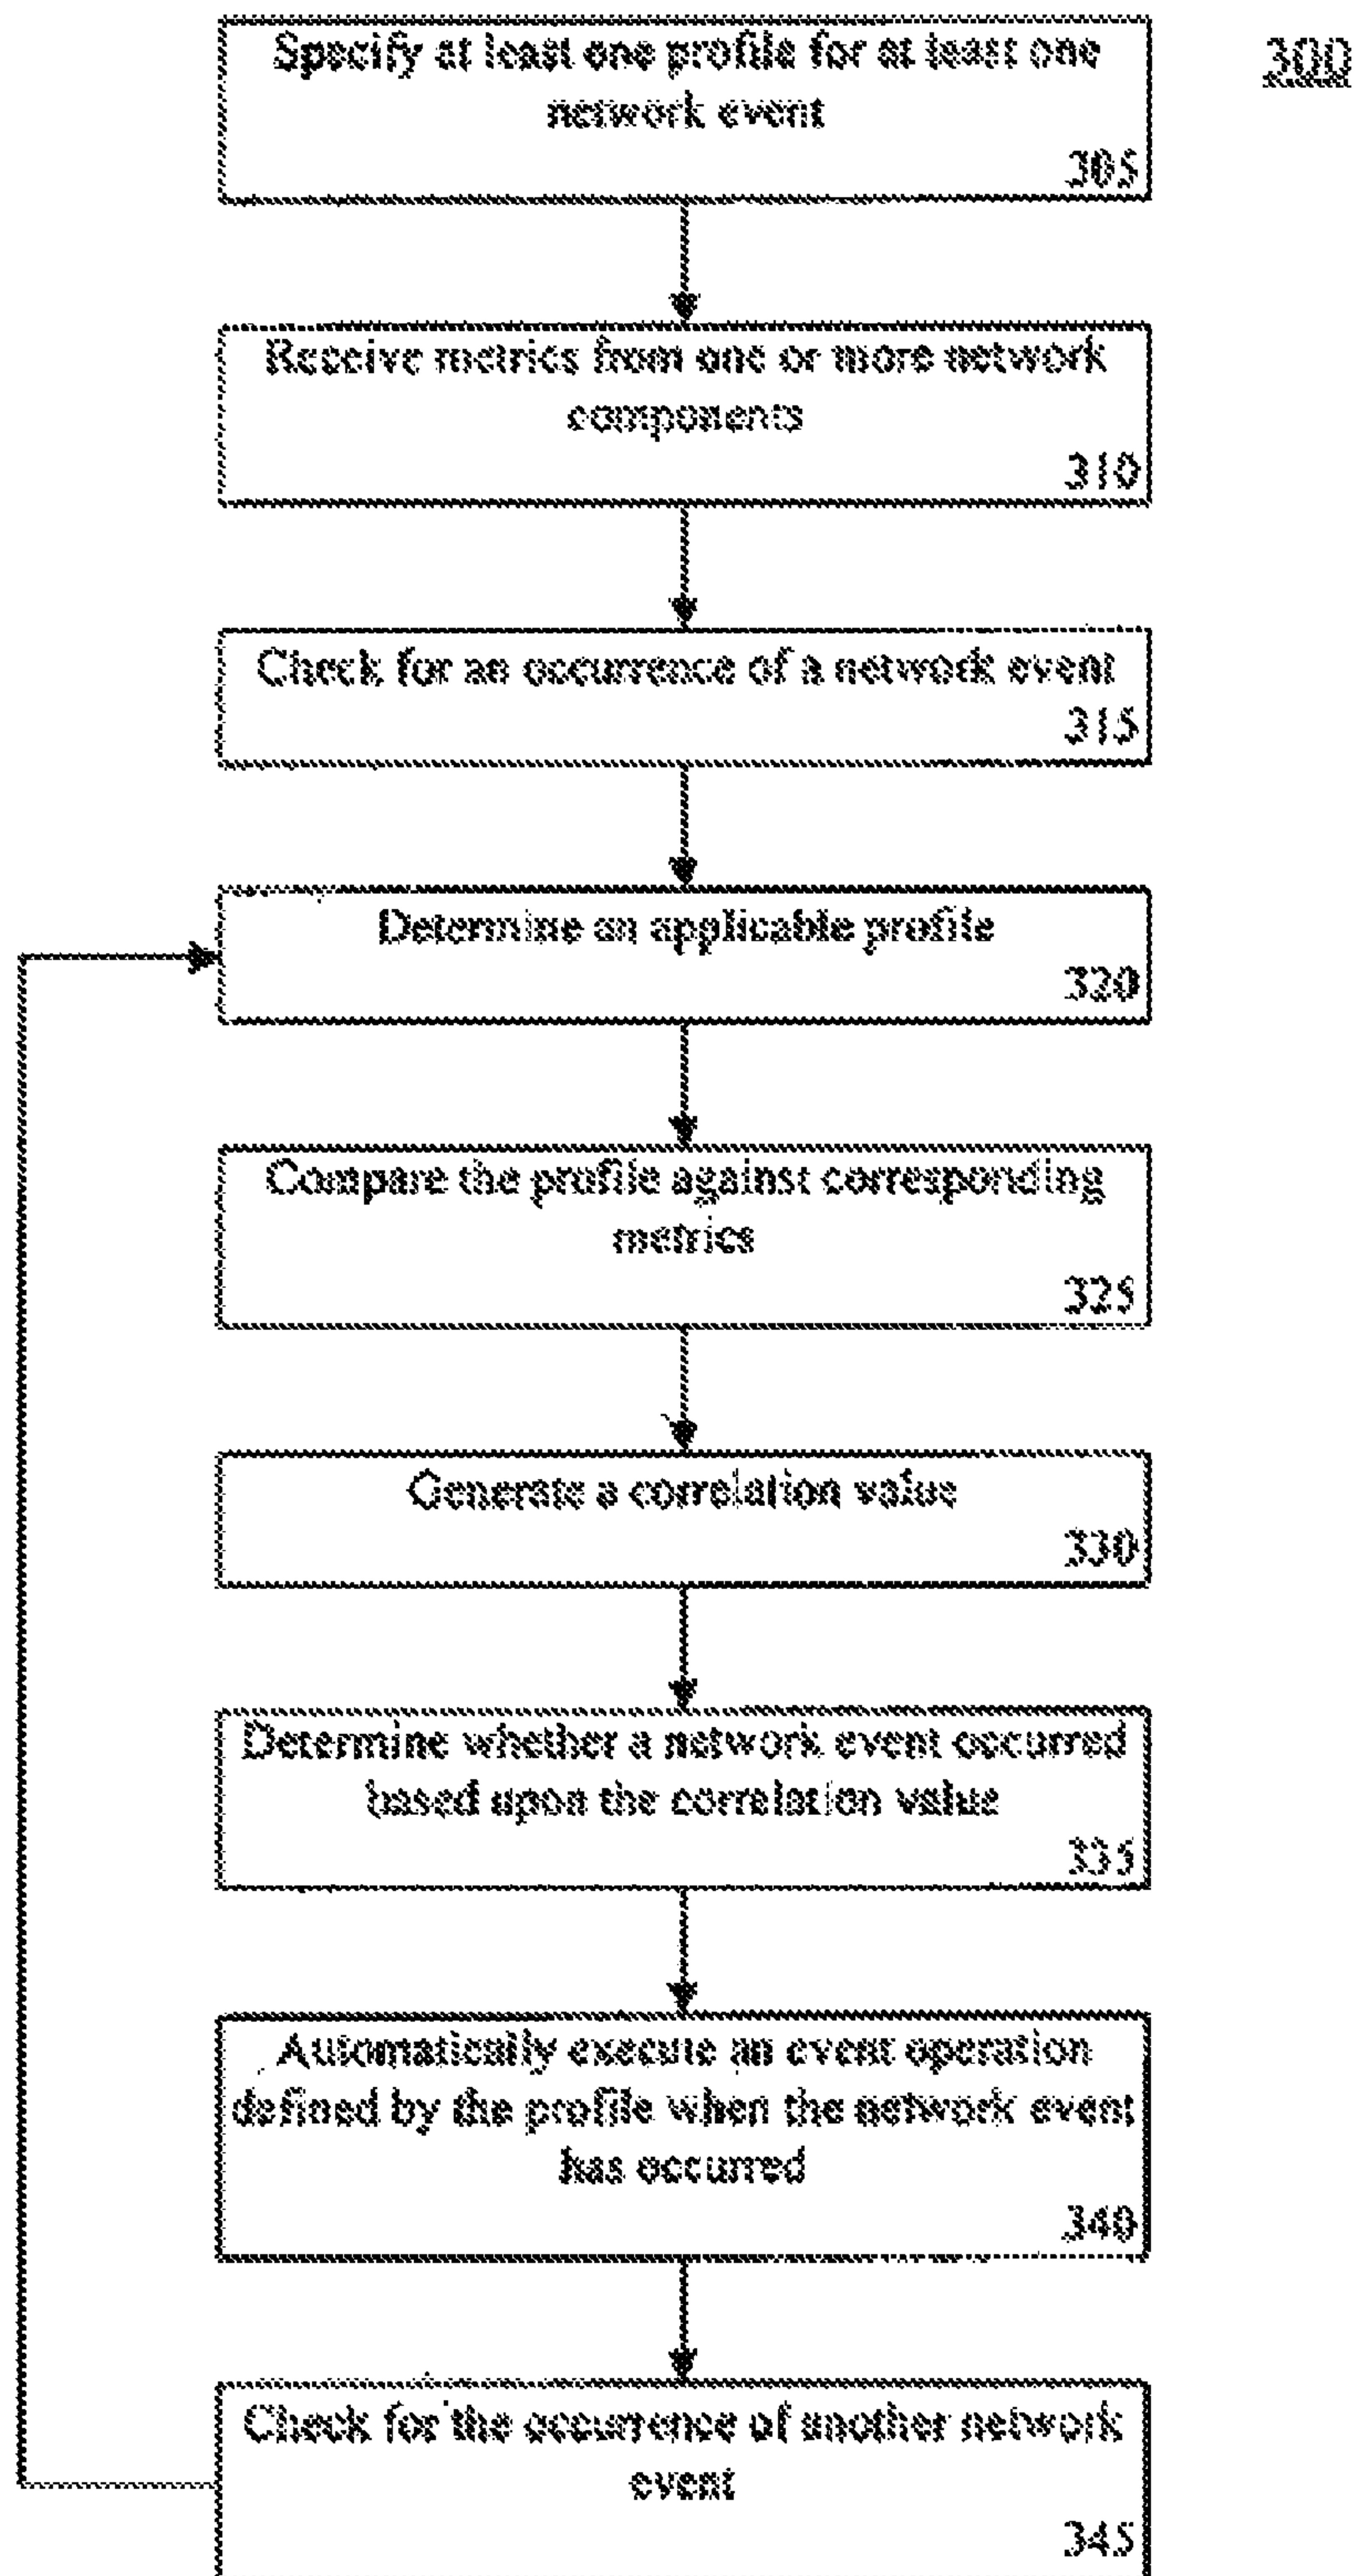 300
Specify at least one profile for at least one
network event
305
Receive metrics from one or more network
components
310
Check for an occurrence of a network event
315
Determine an applicable profile
320
Compare the profile against corresponding
metrics
325
Generate a correlation value
330
Determine whether a network event occurred
based upon the correlation value
335
Automatically execute an event operation
defined by the profile when the network event
has occurred
340
Check for the occurrence of another network
event
345